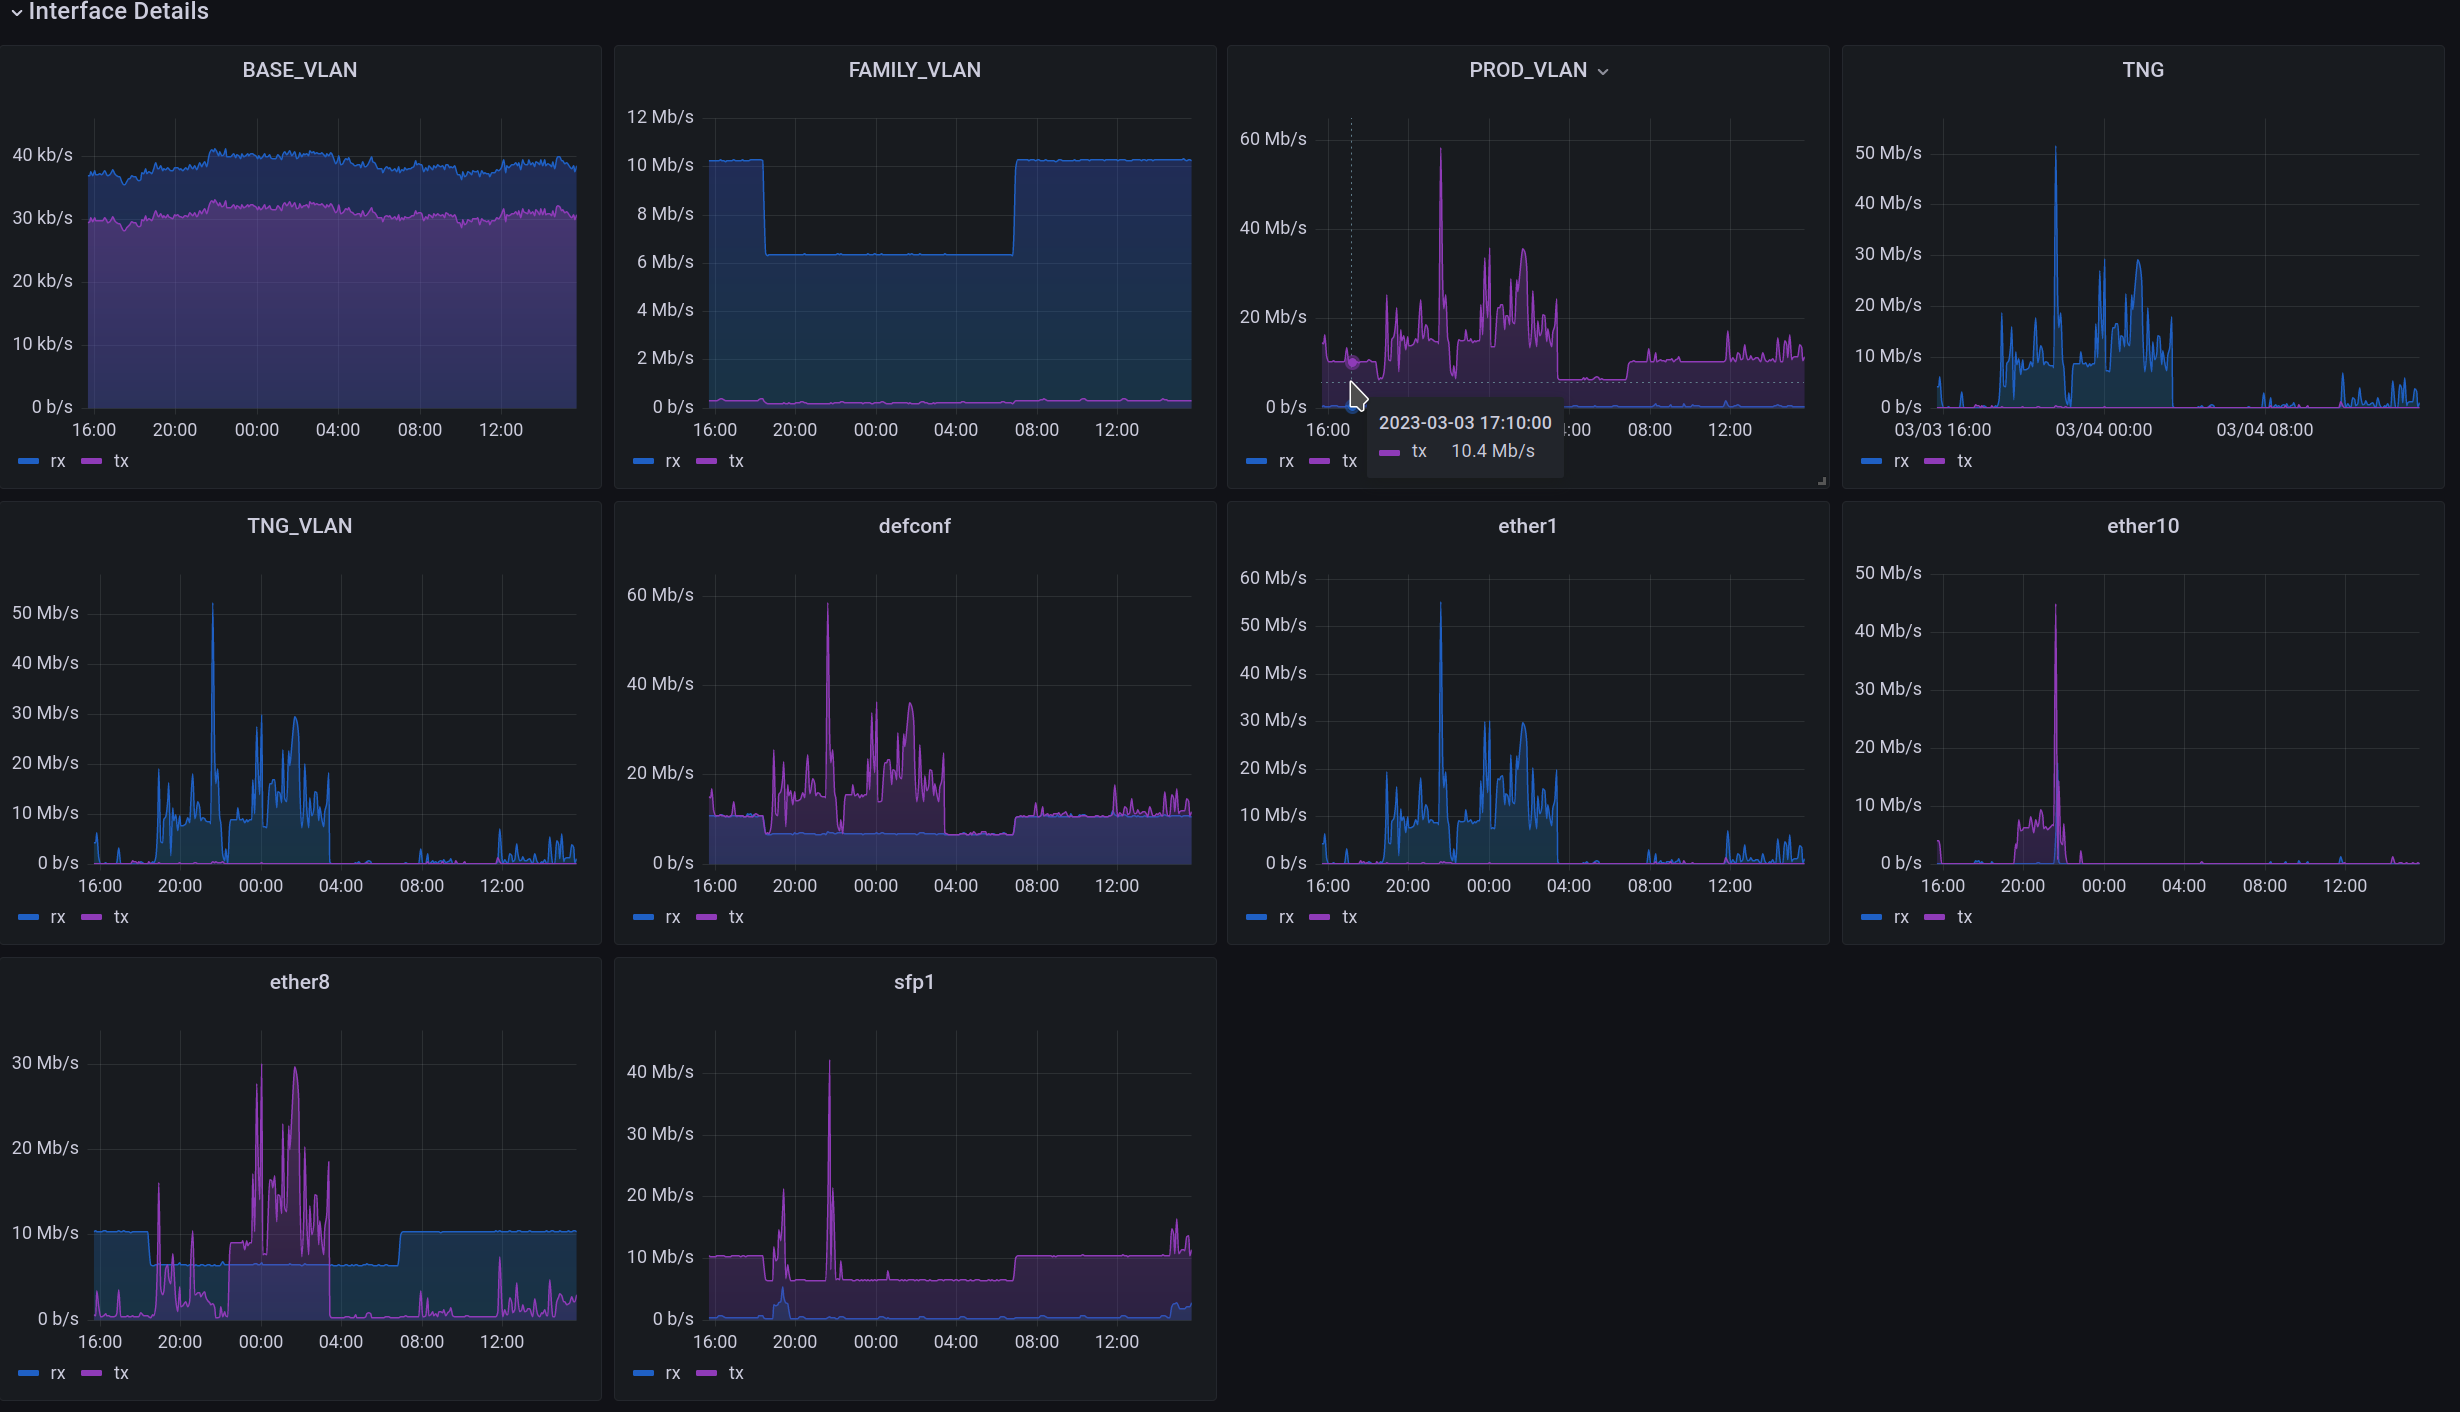 Interface Details
BASE_VLAN
40 kb/s
30 kb/s
20 kb/s
10 kb/s
0 b/s
16:00 20:00 00:00 04:00 08:00 12:00
rx tx
FAMILY_VLAN
12 Mb/s
10 Mb/s
8 Mb/s
6 Mb/s
4 Mb/s
2 Mb/s
0 b/s
16:00 20:00 00:00 04:00 08:00 12:00
rx tx
PROD_VLAN
60 Mb/s
40 Mb/s
20 Mb/s
0 b/s
16:00 :00 08:00 12:00
rx tx
2023-03-03 17:10:00
tx 10.4 Mb/s
TNG
50 Mb/s
40 Mb/s
30 Mb/s
20 Mb/s
10 Mb/s
0 b/s
03/03 16:00 03/04 00:00 03/04 08:00
rx tx
TNG_VLAN
50 Mb/s
40 Mb/s
30 Mb/s
20 Mb/s
10 Mb/s
0 b/s
16:00 20:00 00:00 04:00 08:00 12:00
rx tx
defconf
60 Mb/s
40 Mb/s
20 Mb/s
0 b/s
16:00 20:00 00:00 04:00 08:00 12:00
rx tx
ether1
60 Mb/s
50 Mb/s
40 Mb/s
30 Mb/s
20 Mb/s
10 Mb/s
0 b/s
16:00 20:00 00:00 04:00 08:00 12:00
rx tx
ether10
50 Mb/s
40 Mb/s
30 Mb/s
20 Mb/s
10 Mb/s
0 b/s
16:00 20:00 00:00 04:00 08:00 12:00
rx tx
ether8
30 Mb/s
20 Mb/s
10 Mb/s
0 b/s
16:00 20:00 00:00 04:00 08:00 12:00
rx tx
sfp1
40 Mb/s
30 Mb/s
20 Mb/s
10 Mb/s
0 b/s
16:00 20:00 00:00 04:00 08:00 12:00
rx tx